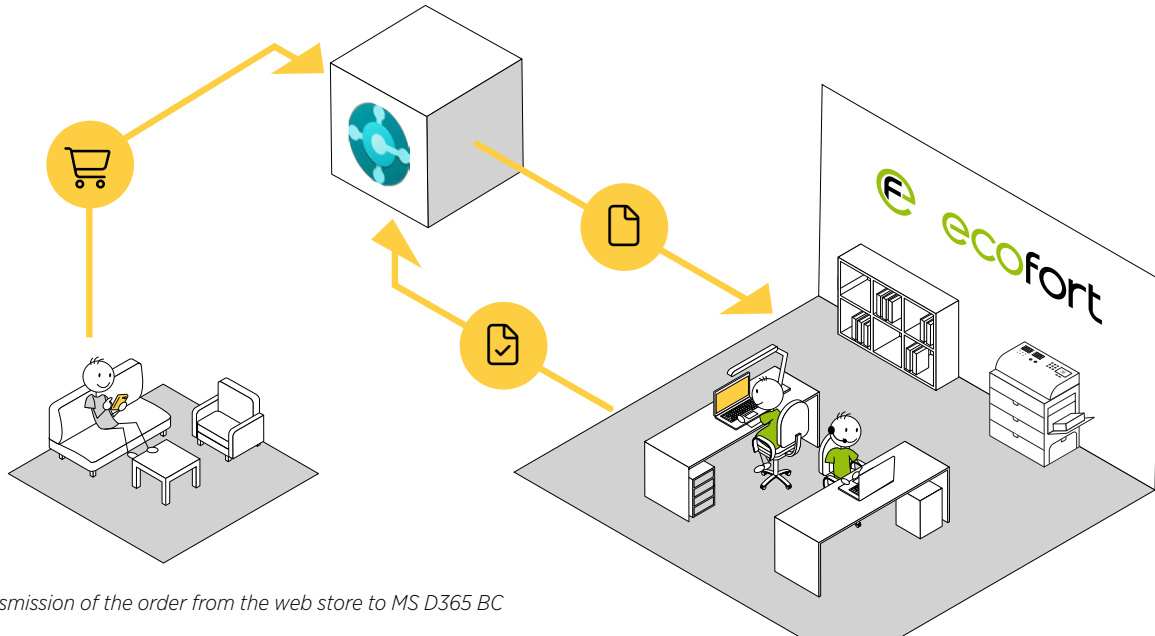 ecofort
smission of the order from the web store to MS D365 BC